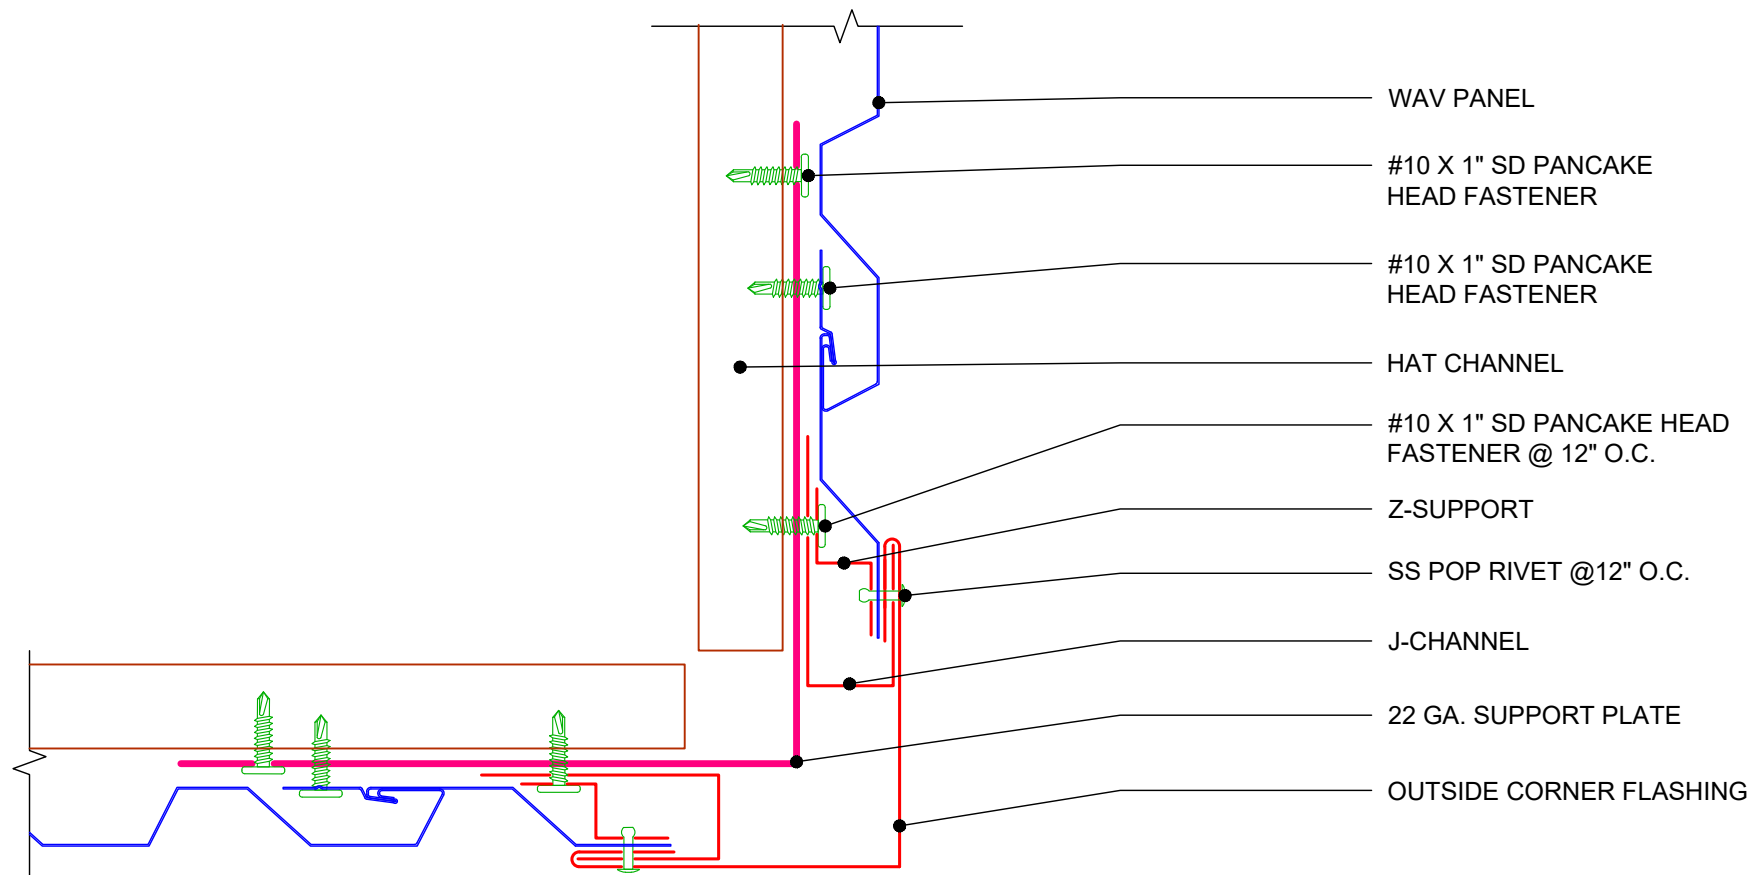 WAV PANEL
#10 X 1" SD PANCAKE
HEAD FASTENER
#10 X 1" SD PANCAKE
HEAD FASTENER
HAT CHANNEL
#10 X 1" SD PANCAKE HEAD
FASTENER @ 12" O.C.
Z-SUPPORT
SS POP RIVET @12" O.C.
J-CHANNEL
22 GA. SUPPORT PLATE
OUTSIDE CORNER FLASHING